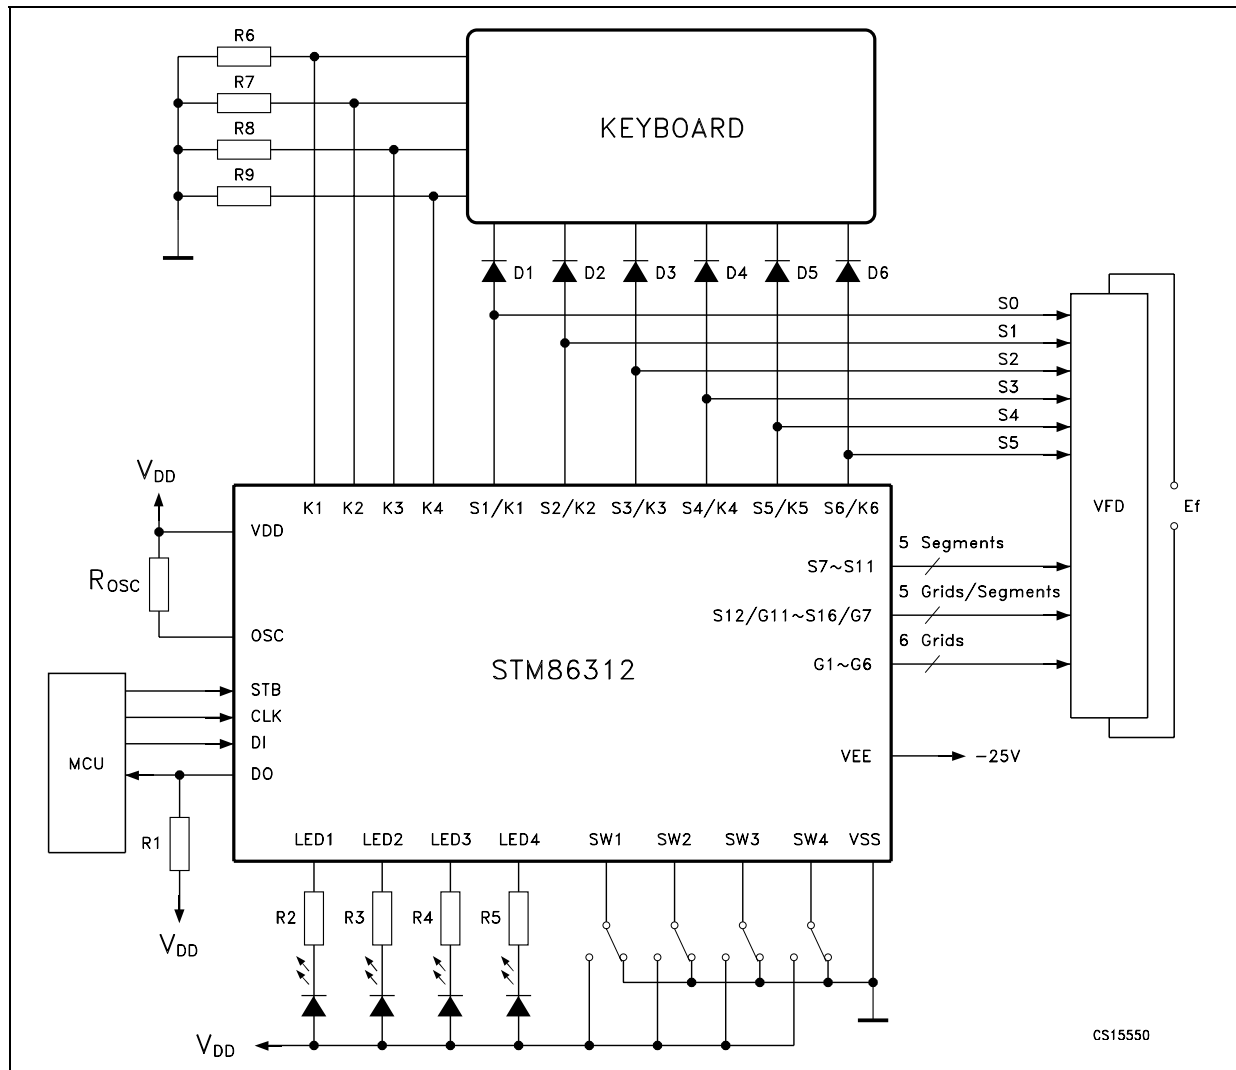 R6
R7
R8
R9
KEYBOARD
D1 D2 D3 D4 D5 D6
S0
S1
S2
S3
S4
S5
VDD
K1 K2 K3 K4 S1/K1 S2/K2 S3/K3 S4/K4 S5/K5 S6/K6
VDD
ROSC
OSC
VFD
Ef
5 Segments
S7~S11
5 Grids/Segments
S12/G11~S16/G7
6 Grids
G1~G6
STM86312
STB
CLK
DI
DO
MCU
VEE
-25V
R1
VDD
LED1 LED2 LED3 LED4 SW1 SW2 SW3 SW4 VSS
R2 R3 R4 R5
VDD
CS15550